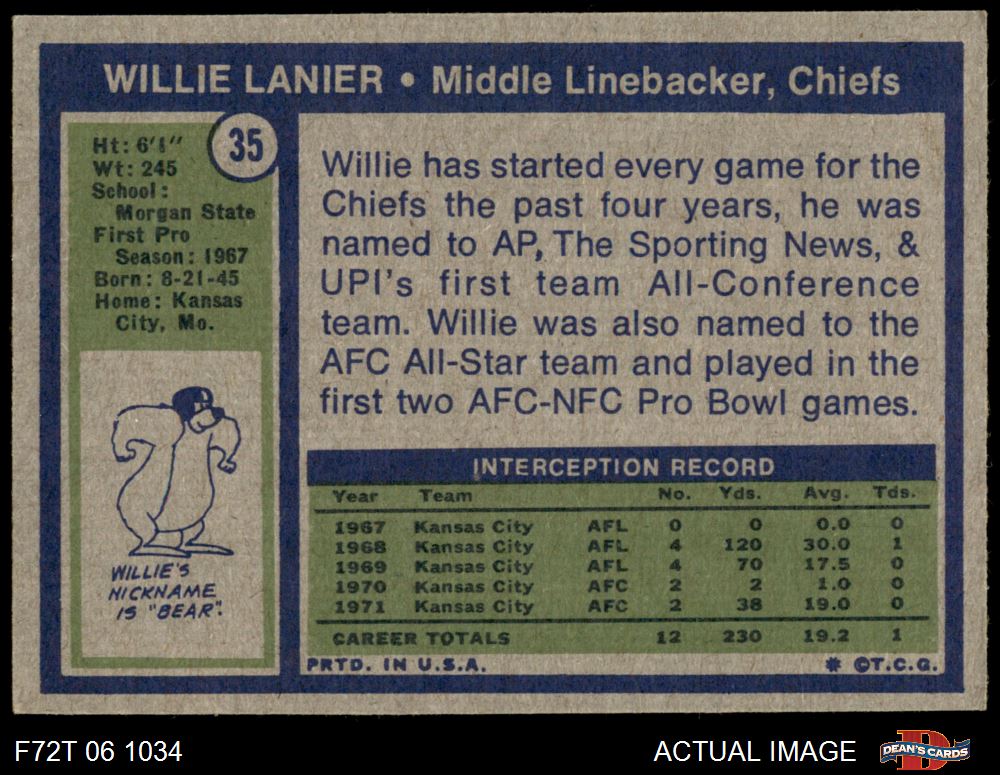 WILLIE LANIER • Middle Linebacker, Chiefs
35
Ht: 6'1"
Wt: 245
School:
Morgan State
First Pro
Season: 1967
Born: 8-21-45
Home: Kansas
City, Mo.
WILLIE'S
NICKNAME
IS "BEAR".
Willie has started every game for the
Chiefs the past four years, he was
named to AP, The Sporting News, &
UPI's first team All-Conference
team. Willie was also named to the
AFC All-Star team and played in the
first two AFC-NFC Pro Bowl games.
INTERCEPTION RECORD
Year Team No. Yds. Avg. Tds.
1967 Kansas City AFL 0 0 0.0 0
1968 Kansas City AFL 4 120 30.0 1
1969 Kansas City AFL 4 70 17.5 0
1970 Kansas City AFC 2 2 1.0 0
1971 Kansas City AFC 2 38 19.0 0
CAREER TOTALS 12 230 19.2 1
PRTD. IN U.S.A. * ©T.C.G.
F72T 06 1034 ACTUAL IMAGE D DEAN'S CARDS